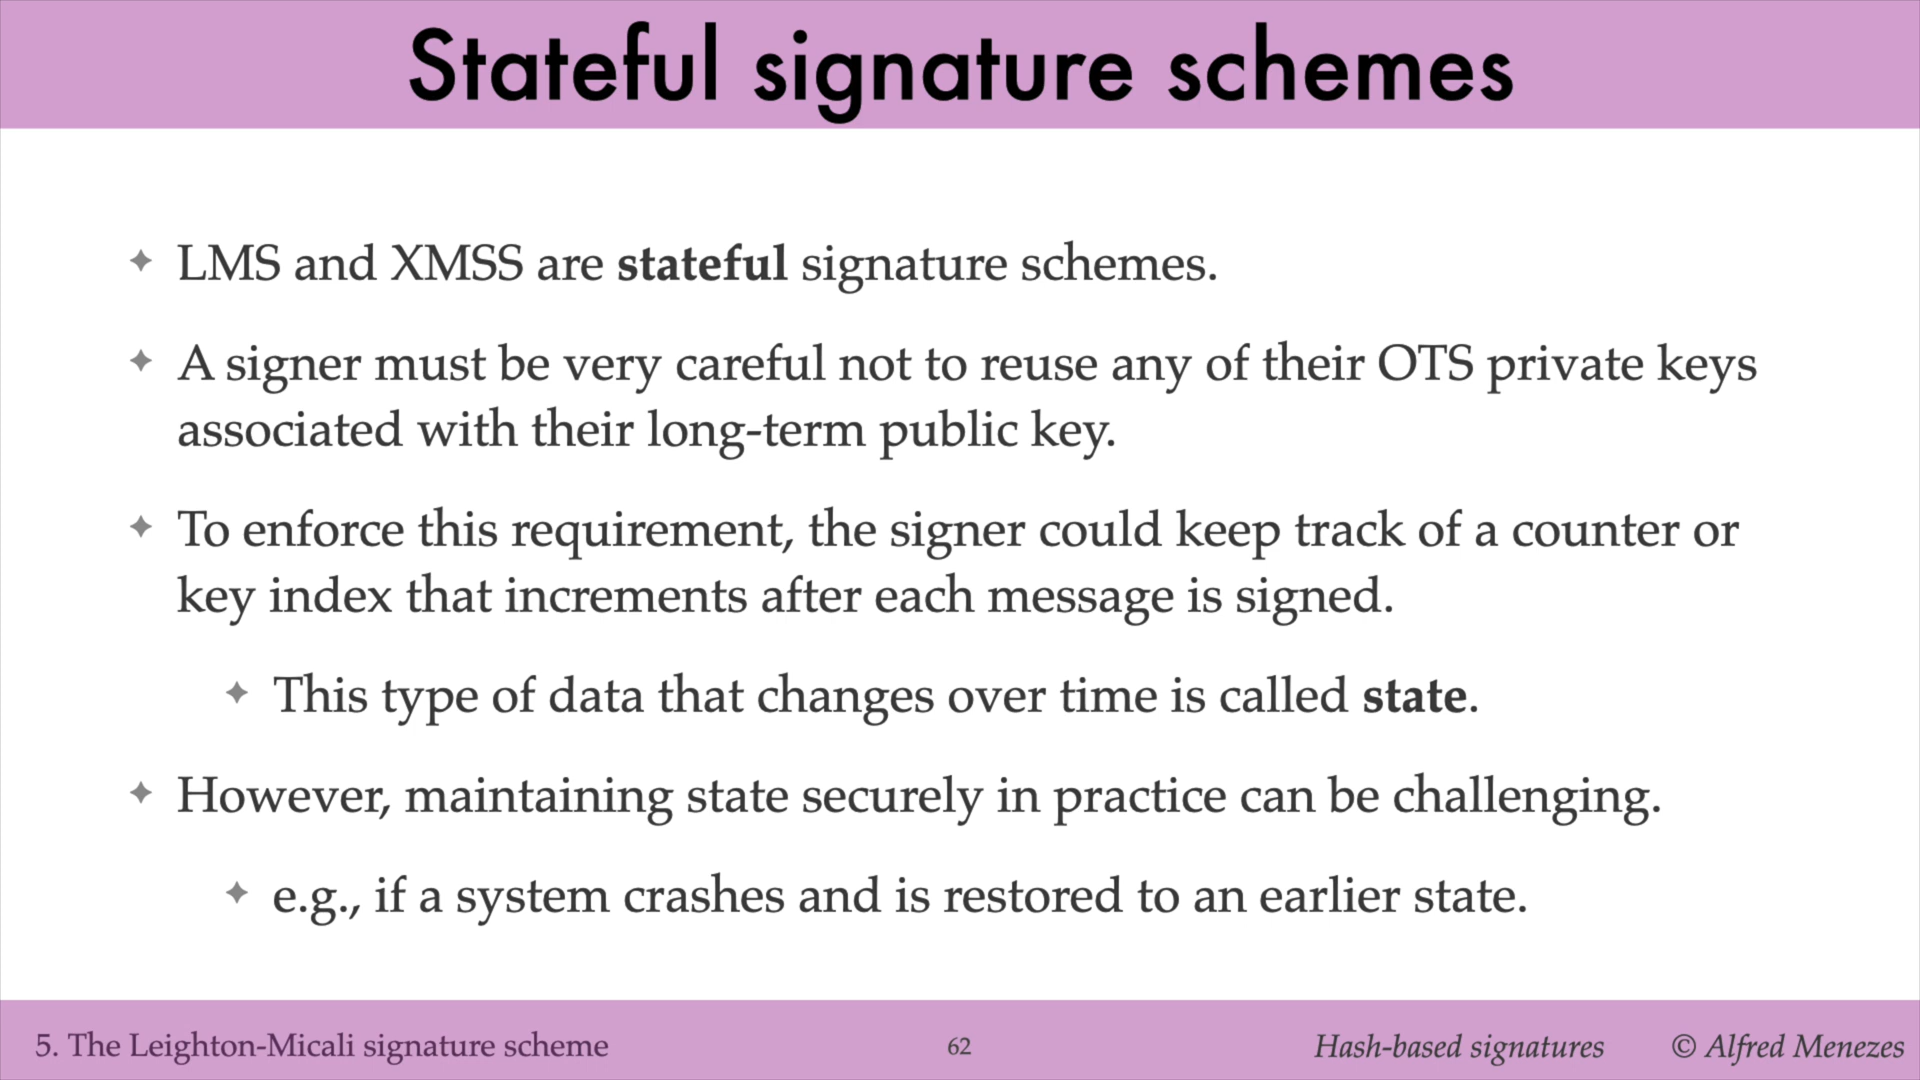 Stateful signature schemes
✦ LMS and XMSS are stateful signature schemes.
✦ A signer must be very careful not to reuse any of their OTS private keys
associated with their long-term public key.
✦ To enforce this requirement, the signer could keep track of a counter or
key index that increments after each message is signed.
✦ This type of data that changes over time is called state.
✦ However, maintaining state securely in practice can be challenging.
✦ e.g., if a system crashes and is restored to an earlier state.
5. The Leighton-Micali signature scheme 62 Hash-based signatures © Alfred Menezes